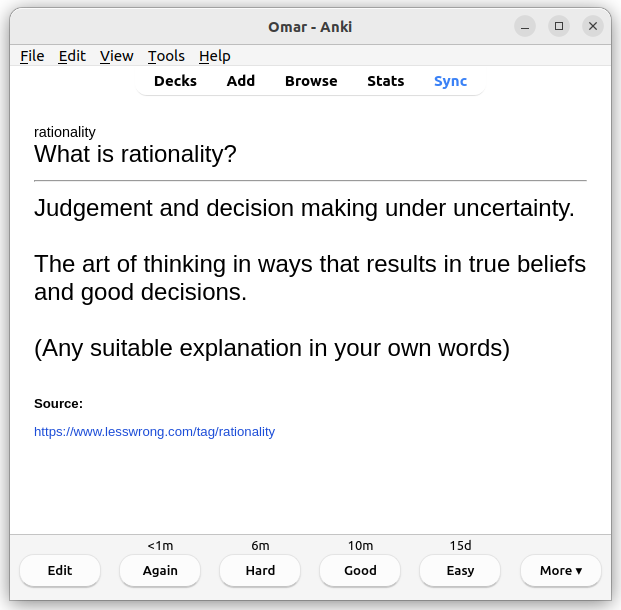 Omar - Anki
File Edit View Tools Help
Decks Add Browse Stats Sync
rationality
What is rationality?
Judgement and decision making under uncertainty.
The art of thinking in ways that results in true beliefs
and good decisions.
(Any suitable explanation in your own words)
Source:
https://www.lesswrong.com/tag/rationality
<1m 6m 10m 15d
Edit Again Hard Good Easy More ▾